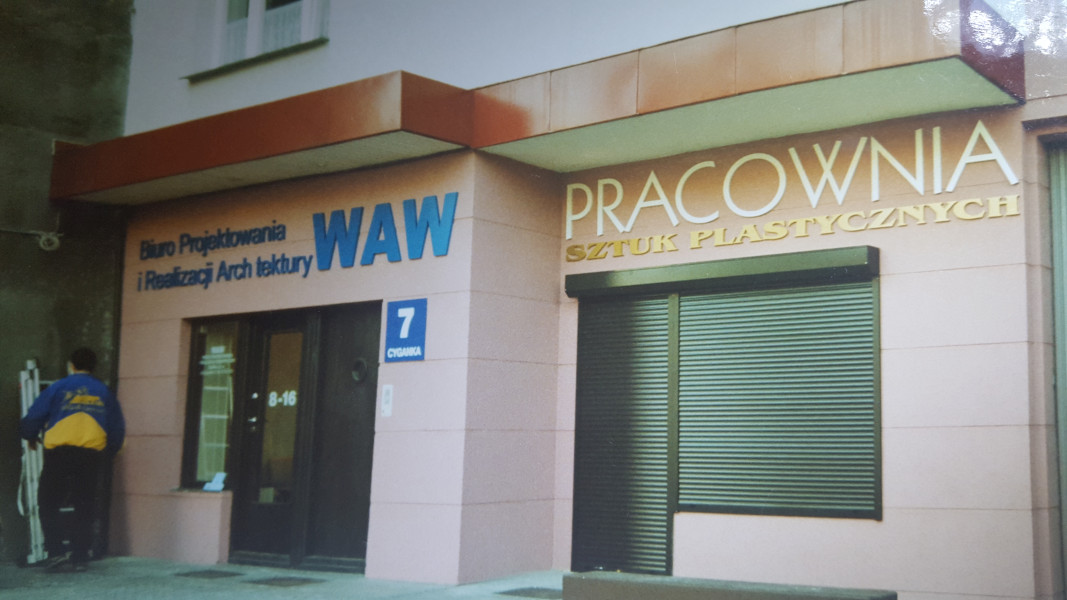 Biuro Projektowania
i Realizacji Arch tektury
WAW
PRACOWNIA
SZTUK PLASTYCZNYCH
7
CYGANKA
8-16